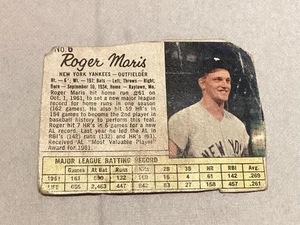 NO. 6
Roger Maris
NEW YORK YANKEES—OUTFIELDER
Ht.—6'; Wt.—197; Bats—Left; Throws—Right;
Born—September 10, 1934, Home—Raytown, Mo.
Roger Maris, hit home run #61 on
Oct. 1, 1961, to set a new major league
record for home runs in one season
(162 games). He also hit 59 HR's in
154 games to become the 2nd player in
baseball history to perform this feat.
Roger hit 7 HR's in 6 games for a new
AL record. Last year he led the AL in
RBI's (142) runs (132) and HR's (61).
Received AL "Most Valuable Player"
Award for 1961.
NEW YO
MAJOR LEAGUE BATTING RECORD
Games At Bat Runs Hits 2B 3B HR RBI Avg.
1961 161 590 132 159 16 4 61 142 .269
LIFE 2,463 447 642 83 158 457 .261